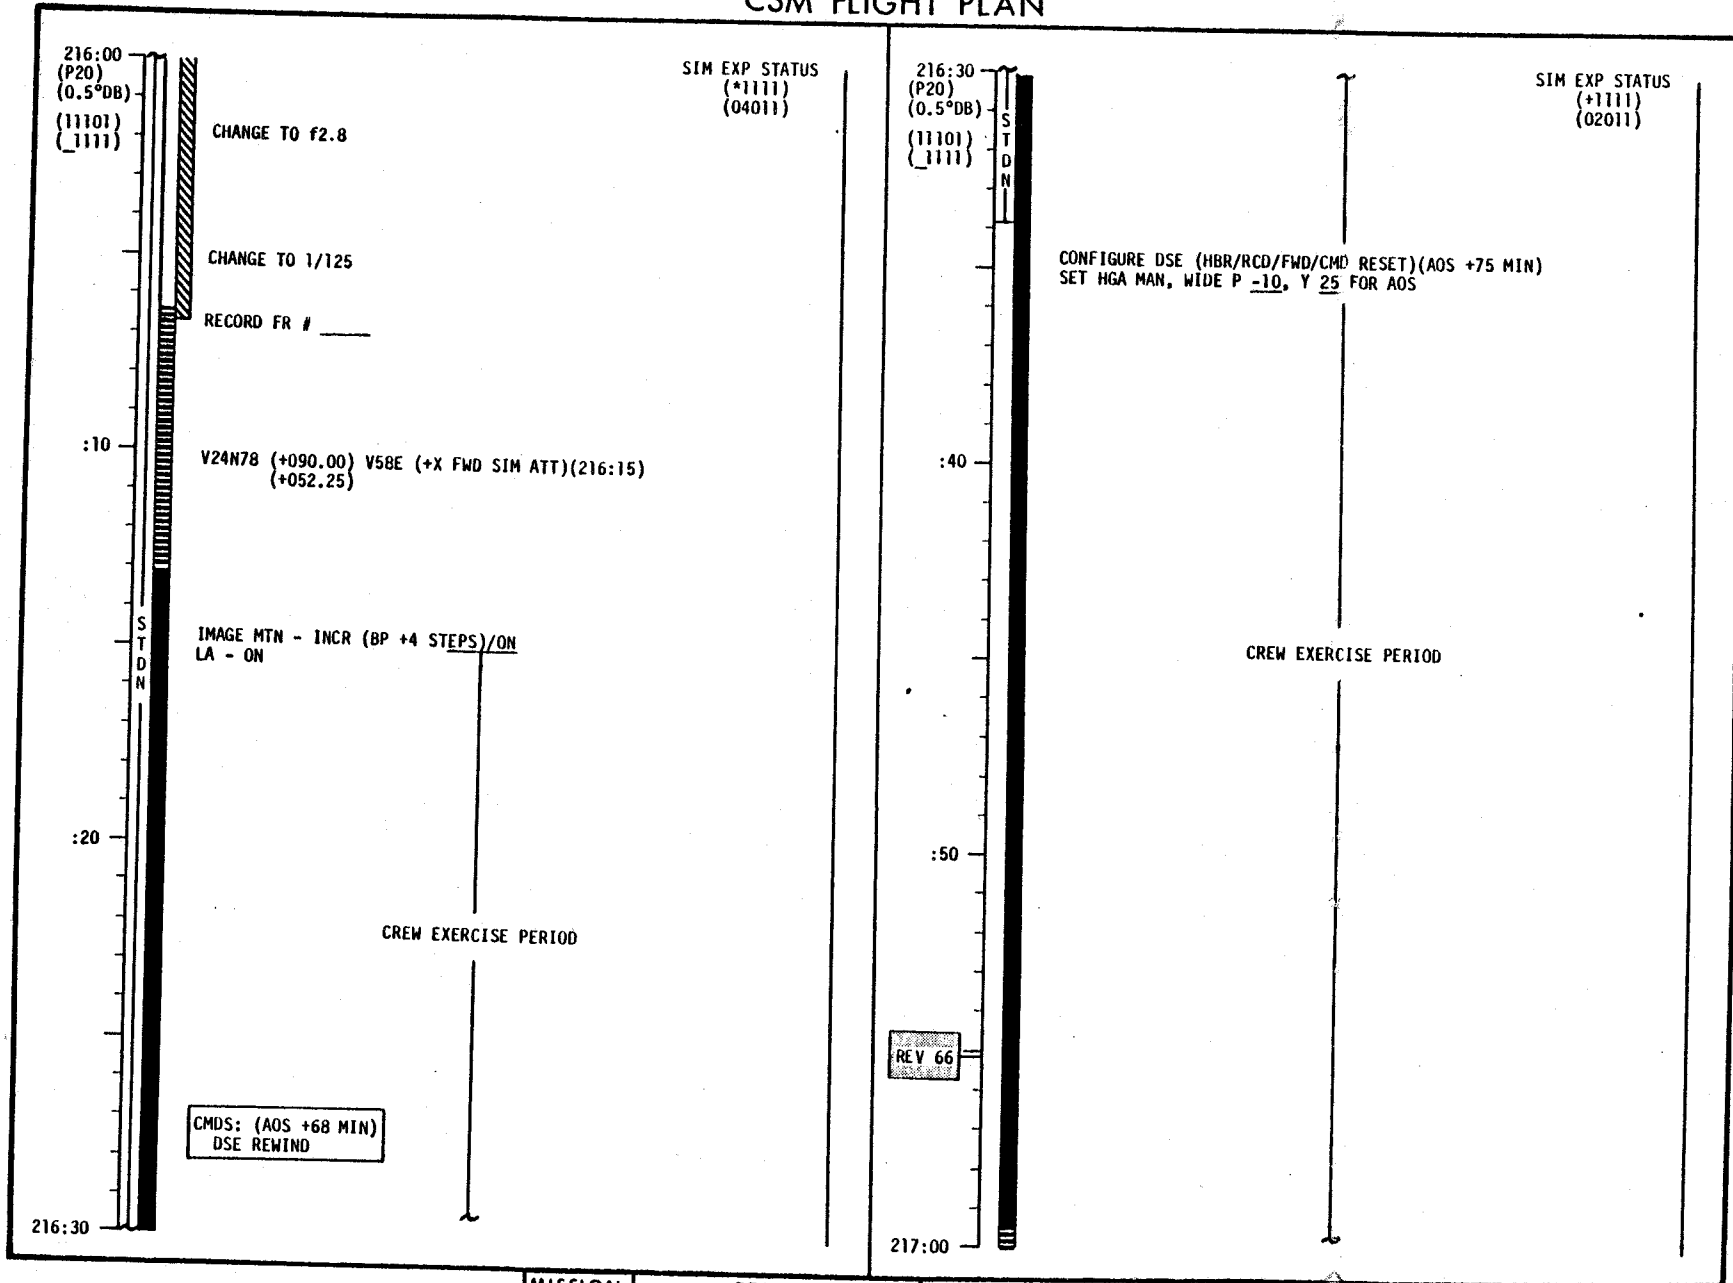 CSM FLIGHT PLAN
216:00
(P20)
(0.5°DB)
(11101)
(_1111)
SIM EXP STATUS
(*1111)
(04011)
CHANGE TO f2.8
CHANGE TO 1/125
RECORD FR # _____
:10
V24N78 (+090.00) V58E (+X FWD SIM ATT)(216:15)
(+052.25)
STDN
IMAGE MTN - INCR (BP +4 STEPS)/ON
LA - ON
:20
CREW EXERCISE PERIOD
CMDS: (AOS +68 MIN)
DSE REWIND
216:30
216:30
(P20)
(0.5°DB)
(11101)
(_1111)
STDN
SIM EXP STATUS
(+1111)
(02011)
CONFIGURE DSE (HBR/RCD/FWD/CMD RESET)(AOS +75 MIN)
SET HGA MAN, WIDE P -10, Y 25 FOR AOS
:40
CREW EXERCISE PERIOD
:50
REV 66
217:00
MISSION